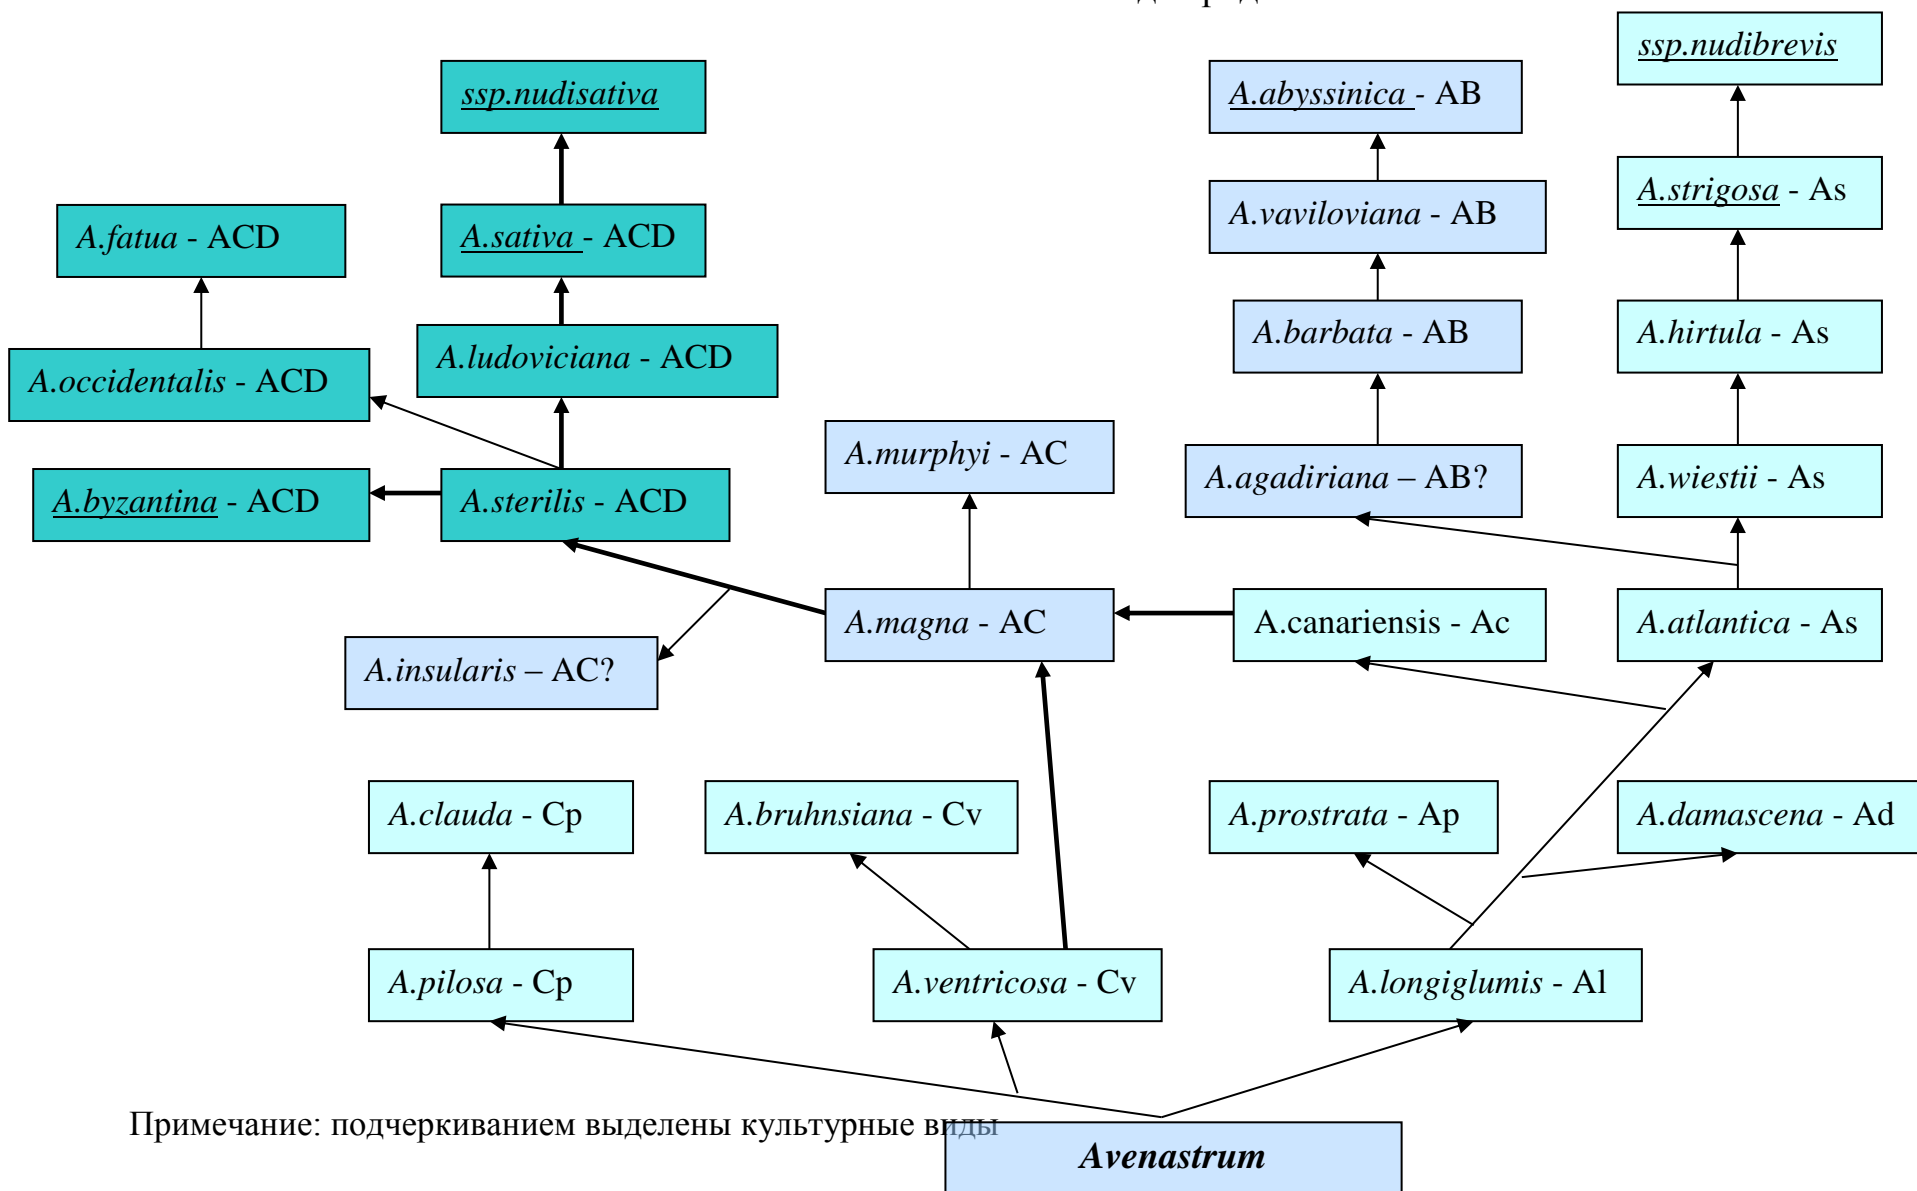 ssp.nudibrevis
ssp.nudisativa
A.abyssinica - AB
A.strigosa - As
A.vaviloviana - AB
A.fatua - ACD
A.sativa - ACD
A.barbata - AB
A.hirtula - As
A.ludoviciana - ACD
A.occidentalis - ACD
A.murphyi - AC
A.agadiriana – AB?
A.wiestii - As
A.byzantina - ACD
A.sterilis - ACD
A.magna - AC
A.canariensis - Ac
A.atlantica - As
A.insularis – AC?
A.clauda - Cp
A.bruhnsiana - Cv
A.prostrata - Ap
A.damascena - Ad
A.pilosa - Cp
A.ventricosa - Cv
A.longiglumis - Al
Примечание: подчеркиванием выделены культурные виды
Avenastrum